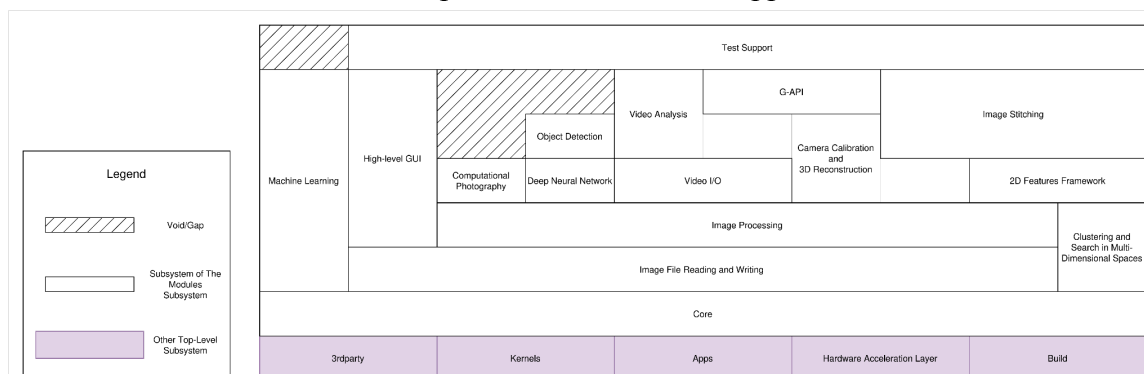 Test Support
G-API
Video Analysis
Image Stitching
Object Detection
High-level GUI
Camera Calibration
and
3D Reconstruction
Legend
Machine Learning
Computational
Photography
Deep Neural Network
Video I/O
2D Features Framework
Void/Gap
Image Processing
Clustering and
Search in Multi-
Dimensional Spaces
Subsystem of The
Modules
Subsystem
Image File Reading and Writing
Core
Other Top-Level
Subsystem
3rdparty
Kernels
Apps
Hardware Acceleration Layer
Build